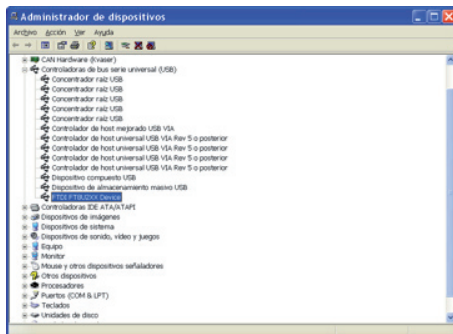 Administrador de dispositivos
Archivo Acción Ver Ayuda
CAN Hardware (Kvaser)
Controladoras de bus serie universal (USB)
Concentrador raíz USB
Concentrador raíz USB
Concentrador raíz USB
Concentrador raíz USB
Concentrador raíz USB
Controlador de host mejorado USB VIA
Controlador de host universal USB VIA Rev 5 o posterior
Controlador de host universal USB VIA Rev 5 o posterior
Controlador de host universal USB VIA Rev 5 o posterior
Controlador de host universal USB VIA Rev 5 o posterior
Dispositivo compuesto USB
Dispositivo de almacenamiento masivo USB
FTDI FT8U2XX Device
Controladoras IDE ATA/ATAPI
Dispositivos de imágenes
Dispositivos de sistema
Dispositivos de sonido, vídeo y juegos
Equipo
Monitor
Mouse y otros dispositivos señaladores
Otros dispositivos
Procesadores
Puertos (COM & LPT)
Teclados
Unidades de disco